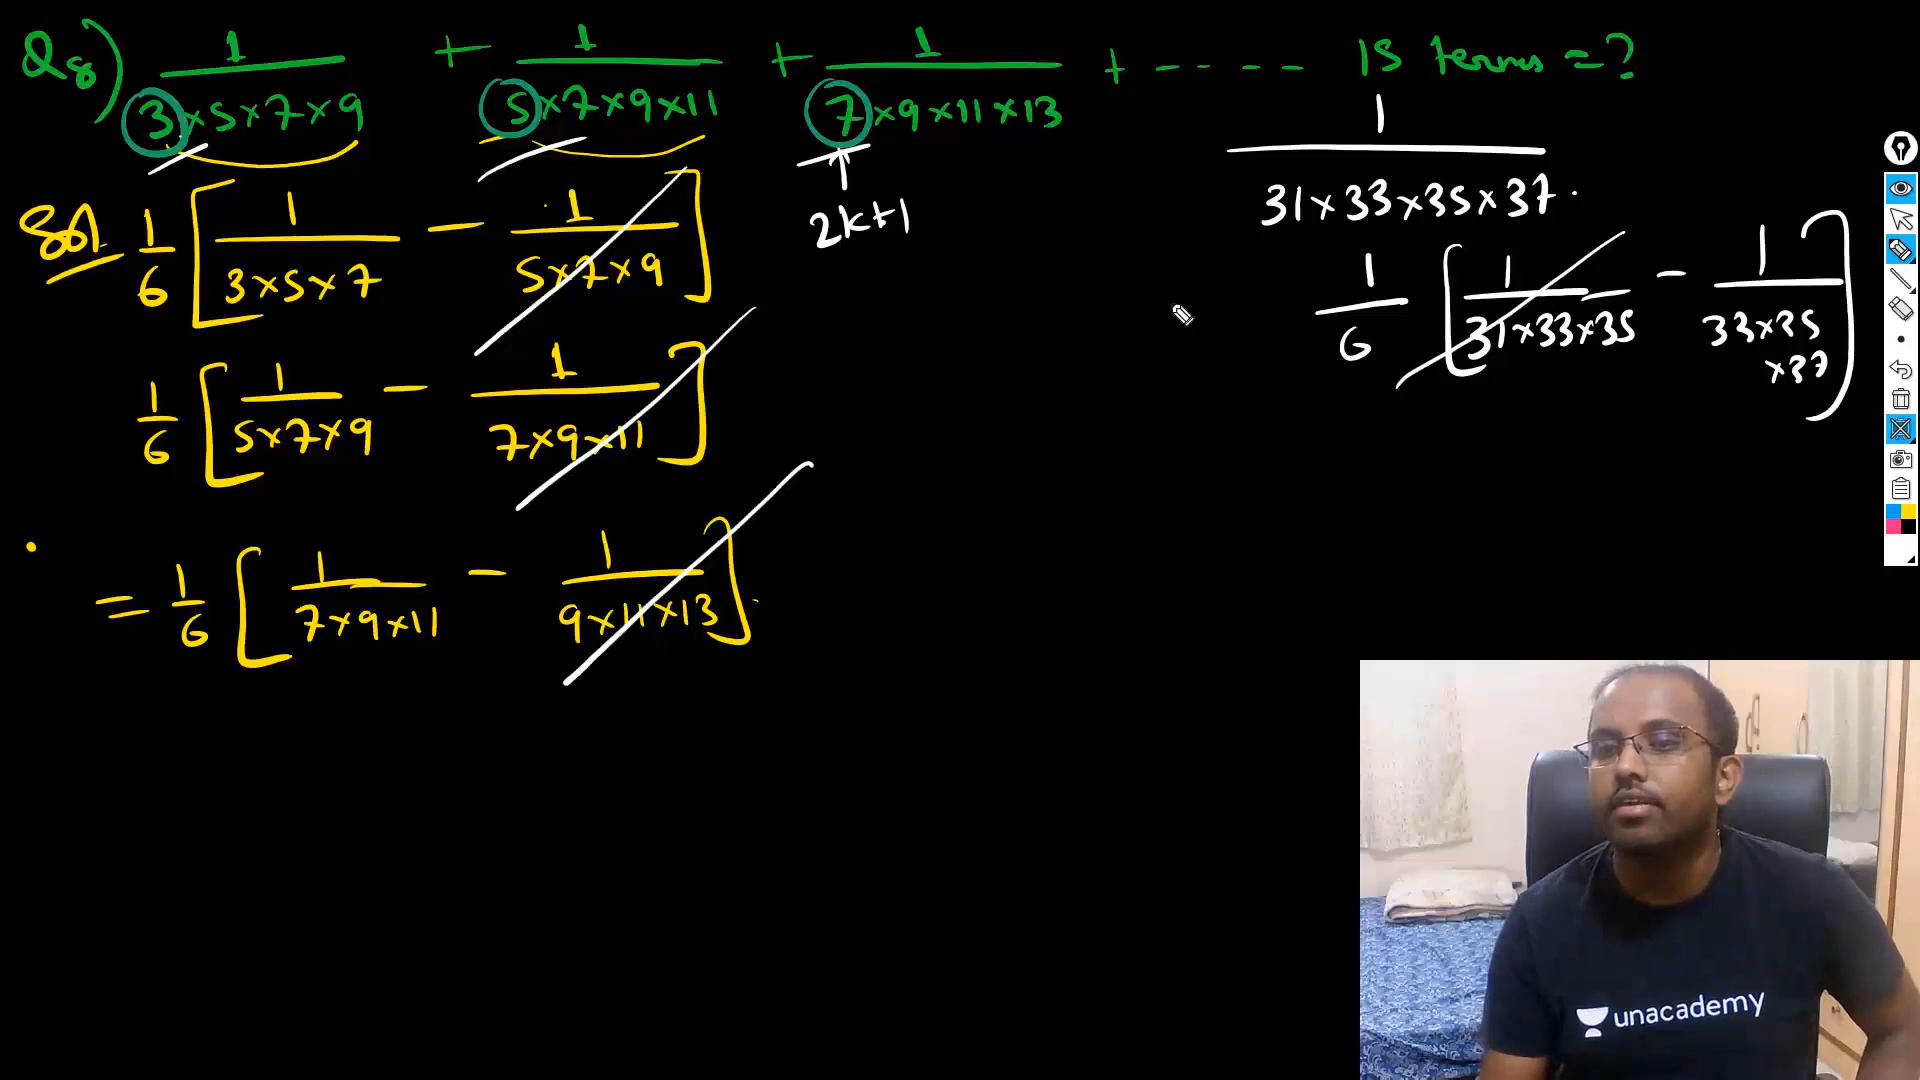 Q8) 1/(3×5×7×9) + 1/(5×7×9×11) + 1/(7×9×11×13) + ---- 15 terms = ?
1/(31×33×35×37).
2k+1
Sol 1/6 [1/(3×5×7) - 1/(5×7×9)]
1/6 [1/(31×33×35) - 1/(33×35×37)]
1/6 [1/(5×7×9) - 1/(7×9×11)]
= 1/6 [1/(7×9×11) - 1/(9×11×13)]
unacademy